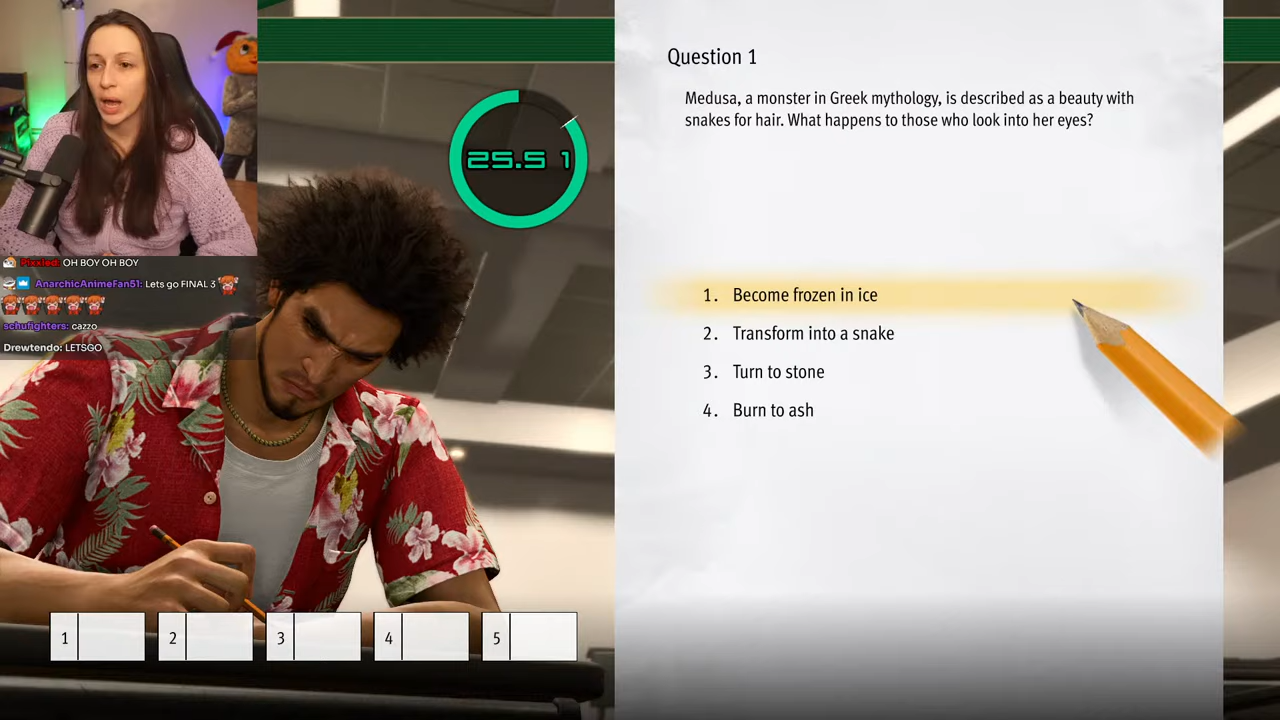 Question 1
Medusa, a monster in Greek mythology, is described as a beauty with
snakes for hair. What happens to those who look into her eyes?
25.51
Pixxled: OH BOY OH BOY
AnarchicAnimeFan51: Lets go FINAL 3
schufighters: cazzo
Drewtendo: LETSGO
1. Become frozen in ice
2. Transform into a snake
3. Turn to stone
4. Burn to ash
1 2 3 4 5